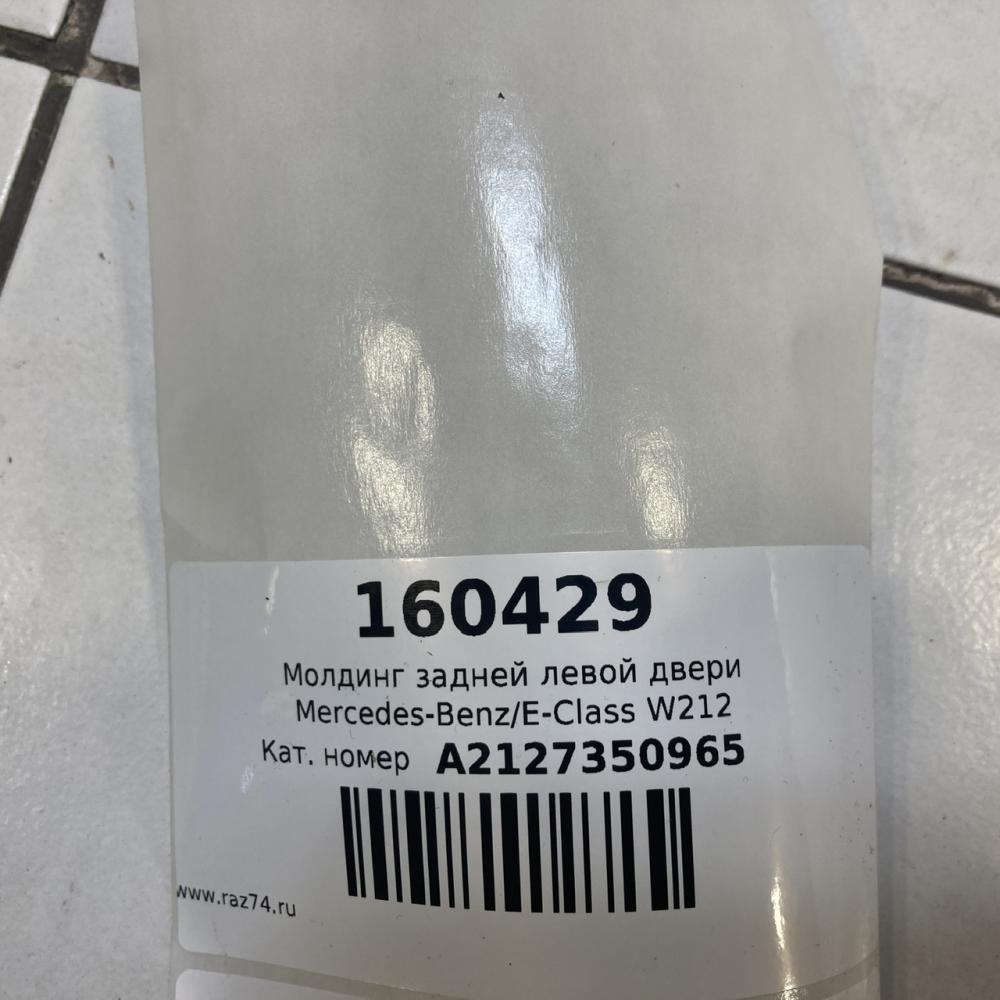 160429
Молдинг задней левой двери
Mercedes-Benz/E-Class W212
Кат. номер A2127350965
www.raz74.ru